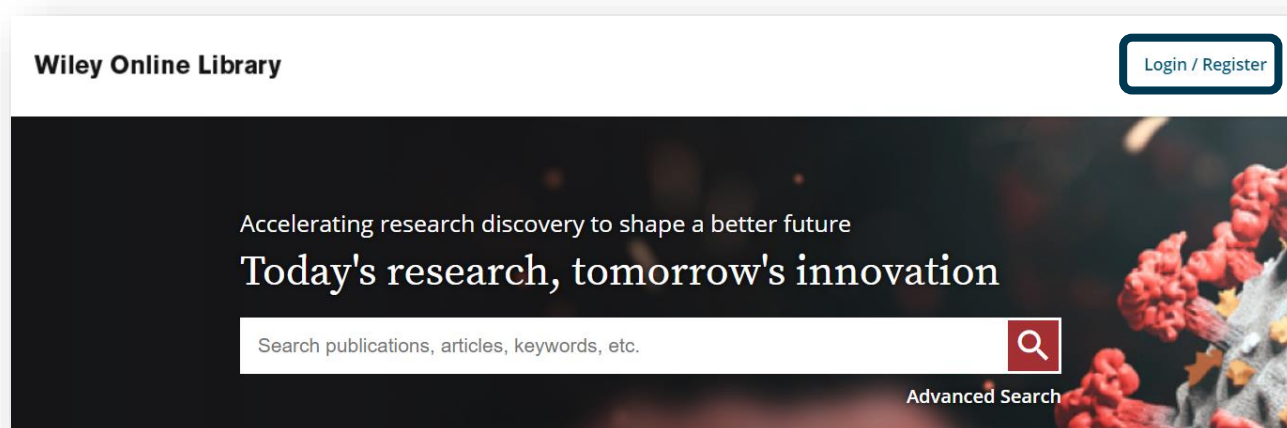 Wiley Online Library
Login / Register
Accelerating research discovery to shape a better future
Today's research, tomorrow's innovation
Search publications, articles, keywords, etc.
Advanced Search